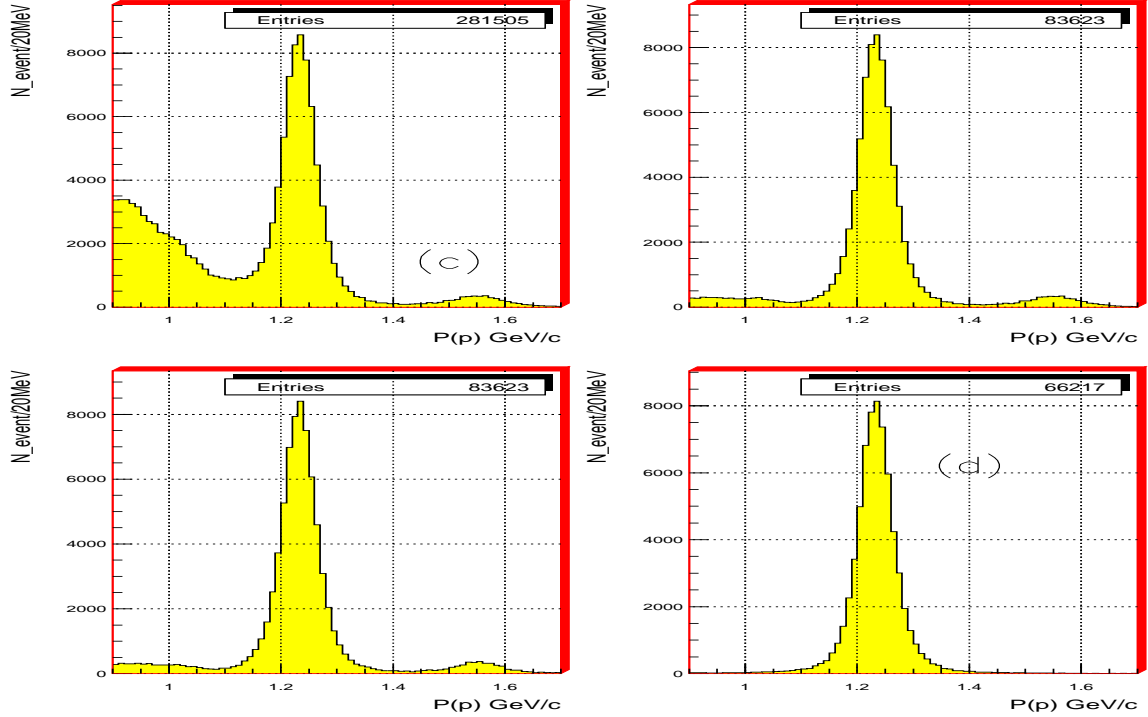 N_event/20MeV
Entries 281505
8000
6000
4000
2000
0
(c)
1 1.2 1.4 1.6
P(p) GeV/c
N_event/20MeV
Entries 83623
8000
6000
4000
2000
0
1 1.2 1.4 1.6
P(p) GeV/c
N_event/20MeV
Entries 83623
8000
6000
4000
2000
0
1 1.2 1.4 1.6
P(p) GeV/c
N_event/20MeV
Entries 66217
8000
6000
4000
2000
0
(d)
1 1.2 1.4 1.6
P(p) GeV/c